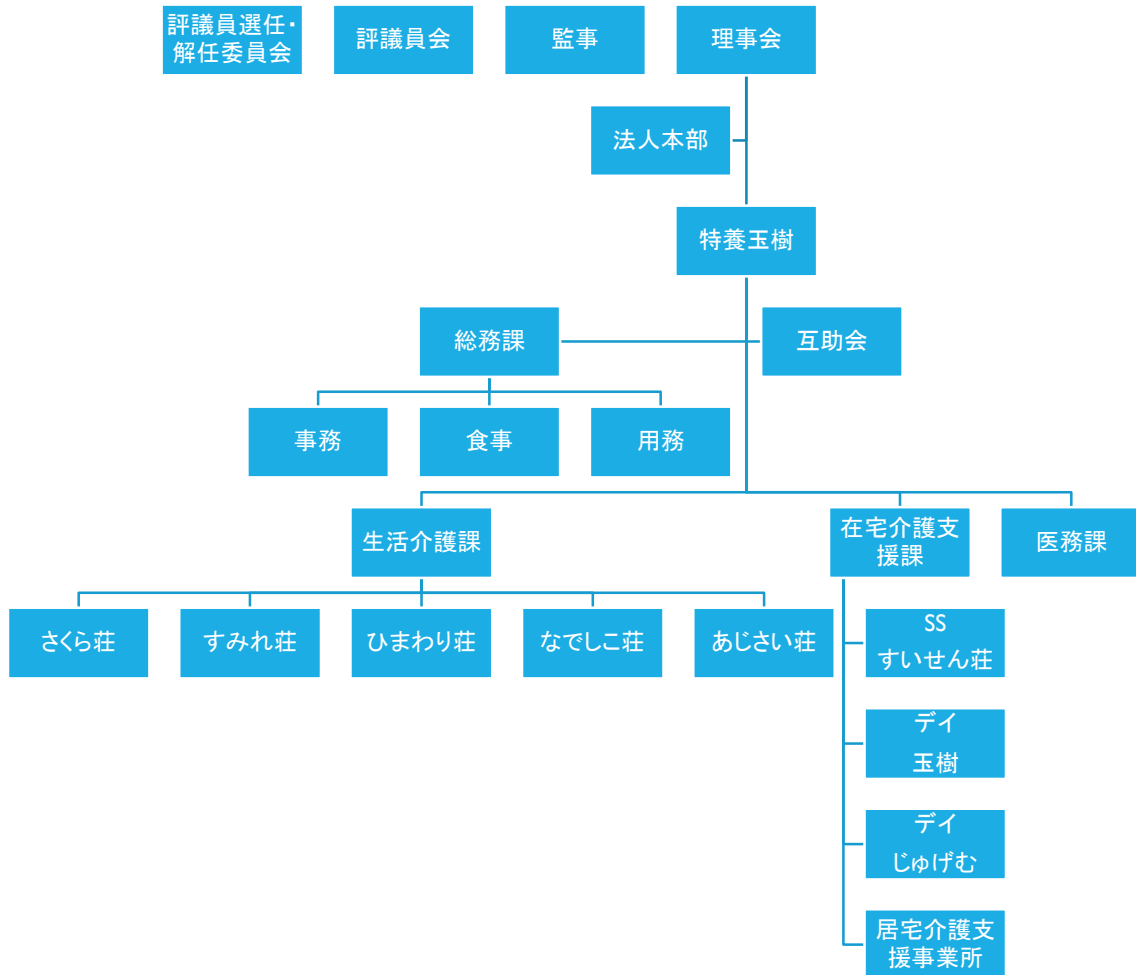 評議員選任・
解任委員会
評議員会
監事
理事会
法人本部
特養玉樹
総務課
互助会
事務
食事
用務
生活介護課
在宅介護支
援課
医務課
さくら荘
すみれ荘
ひまわり荘
なでしこ荘
あじさい荘
SS
すいせん荘
デイ
玉樹
デイ
じゅげむ
居宅介護支
援事業所